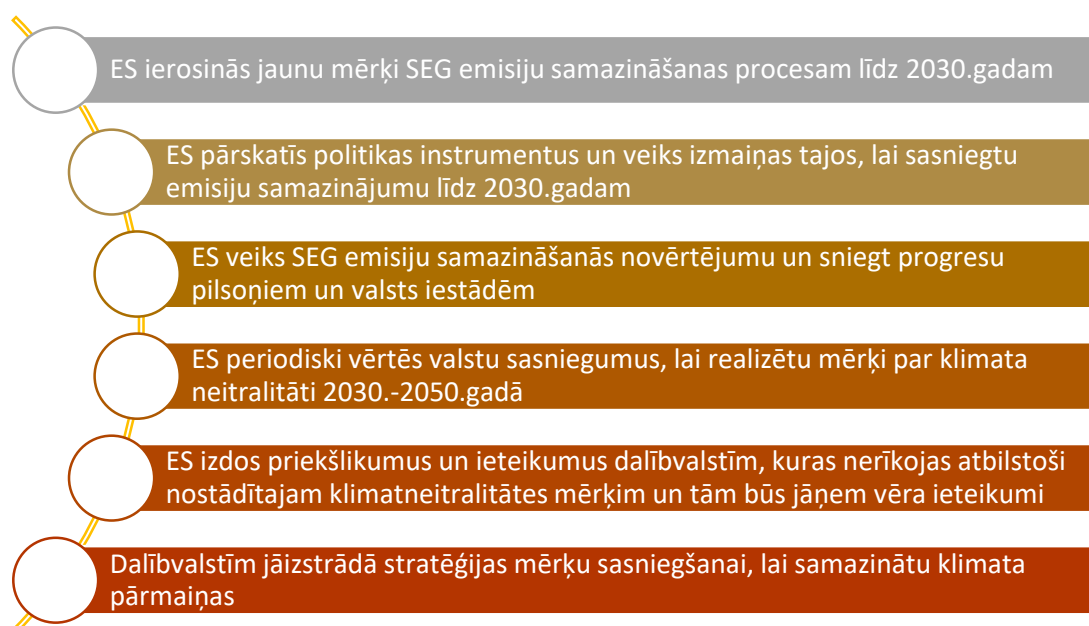 ES ierosinās jaunu mērķi SEG emisiju samazināšanas procesam līdz 2030.gadam
ES pārskatīs politikas instrumentus un veiks izmaiņas tajos, lai sasniegtu
emisiju samazinājumu līdz 2030.gadam
ES veiks SEG emisiju samazināšanās novērtējumu un sniegt progresu
pilsoņiem un valsts iestādēm
ES periodiski vērtēs valstu sasniegumus, lai realizētu mērķi par klimata
neitralitāti 2030.-2050.gadā
ES izdos priekšlikumus un ieteikumus dalībvalstīm, kuras nerīkojas atbilstoši
nostādītajam klimatneitralitātes mērķim un tām būs jāņem vēra ieteikumi
Dalībvalstīm jāizstrādā stratēģijas mērķu sasniegšanai, lai samazinātu klimata
pārmaiņas